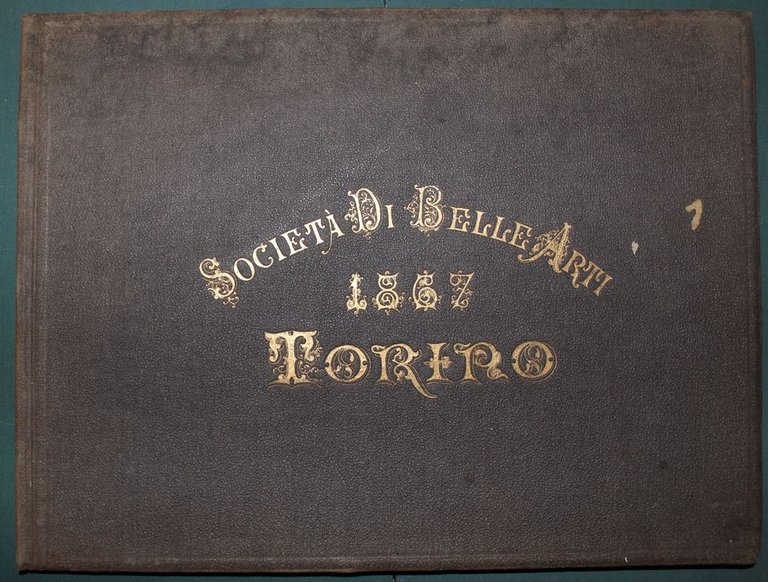 Società Di Belle Arti
1867
Torino